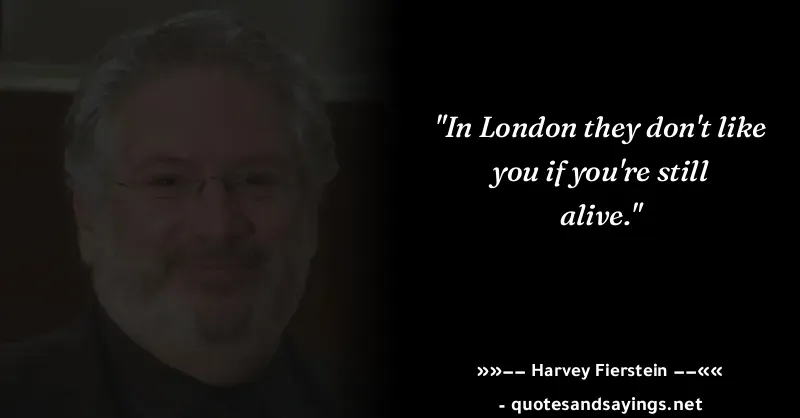 "In London they don't like
you if you're still
alive."
»»−− Harvey Fierstein −−««
- quotesandsayings.net